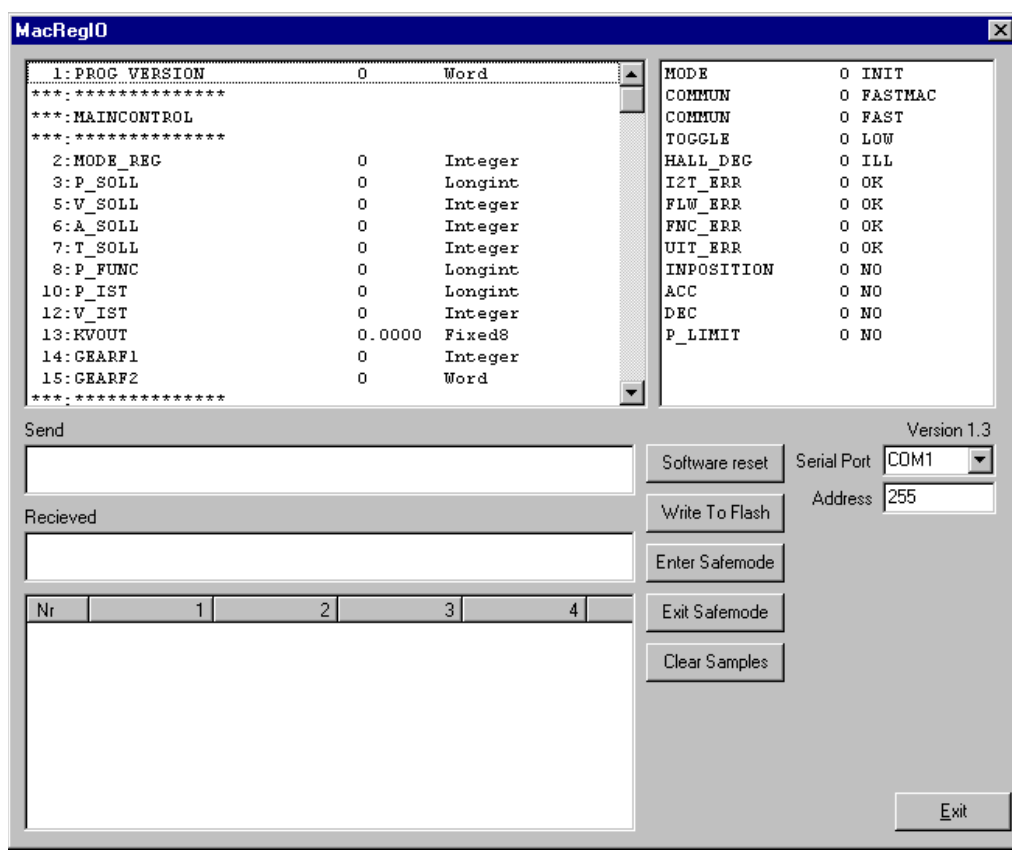 MacRegIO
1:PROG VERSION 0 Word
***:**************
***:MAINCONTROL
***:**************
2:MODE_REG 0 Integer
3:P_SOLL 0 Longint
5:V_SOLL 0 Integer
6:A_SOLL 0 Integer
7:T_SOLL 0 Integer
8:P_FUNC 0 Longint
10:P_IST 0 Longint
12:V_IST 0 Integer
13:KVOUT 0.0000 Fixed8
14:GEARF1 0 Integer
15:GEARF2 0 Word
***:**************
MODE 0 INIT
COMMUN 0 FASTMAC
COMMUN 0 FAST
TOGGLE 0 LOW
HALL_DEG 0 ILL
I2T_ERR 0 OK
FLW_ERR 0 OK
FNC_ERR 0 OK
UIT_ERR 0 OK
INPOSITION 0 NO
ACC 0 NO
DEC 0 NO
P_LIMIT 0 NO
Send
Recieved
Nr 1 2 3 4
Software reset
Write To Flash
Enter Safemode
Exit Safemode
Clear Samples
Version 1.3
Serial Port COM1
Address 255
Exit